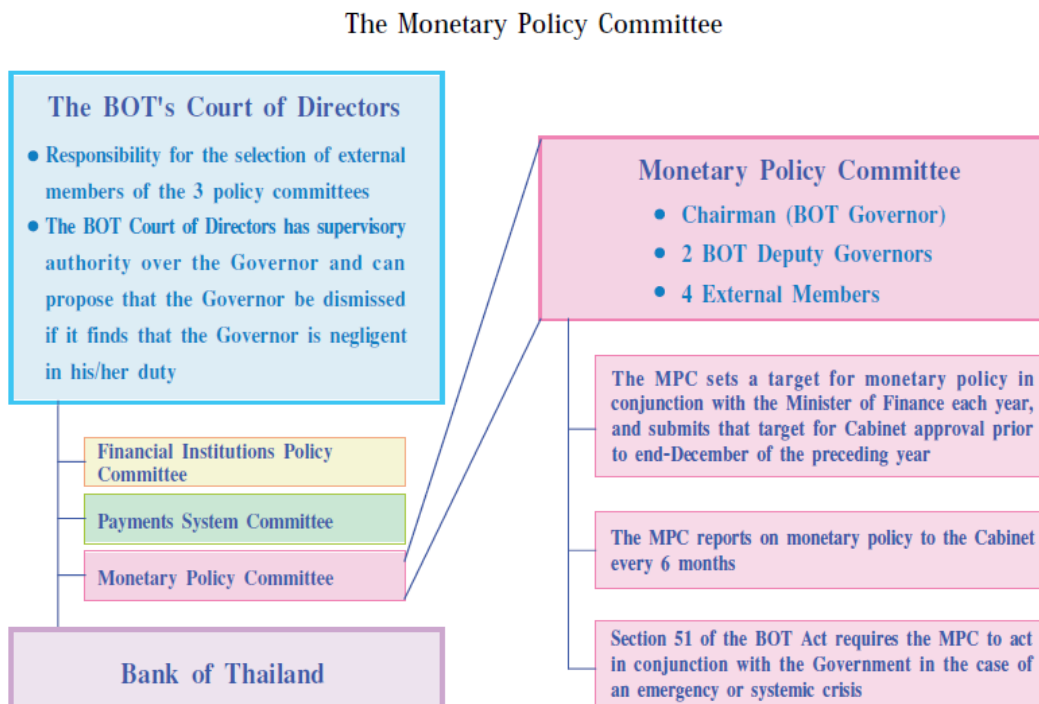 The Monetary Policy Committee
The BOT's Court of Directors
● Responsibility for the selection of external
members of the 3 policy committees
● The BOT Court of Directors has supervisory
authority over the Governor and can
propose that the Governor be dismissed
if it finds that the Governor is negligent
in his/her duty
Financial Institutions Policy
Committee
Payments System Committee
Monetary Policy Committee
Bank of Thailand
Monetary Policy Committee
● Chairman (BOT Governor)
● 2 BOT Deputy Governors
● 4 External Members
The MPC sets a target for monetary policy in
conjunction with the Minister of Finance each year,
and submits that target for Cabinet approval prior
to end-December of the preceding year
The MPC reports on monetary policy to the Cabinet
every 6 months
Section 51 of the BOT Act requires the MPC to act
in conjunction with the Government in the case of
an emergency or systemic crisis